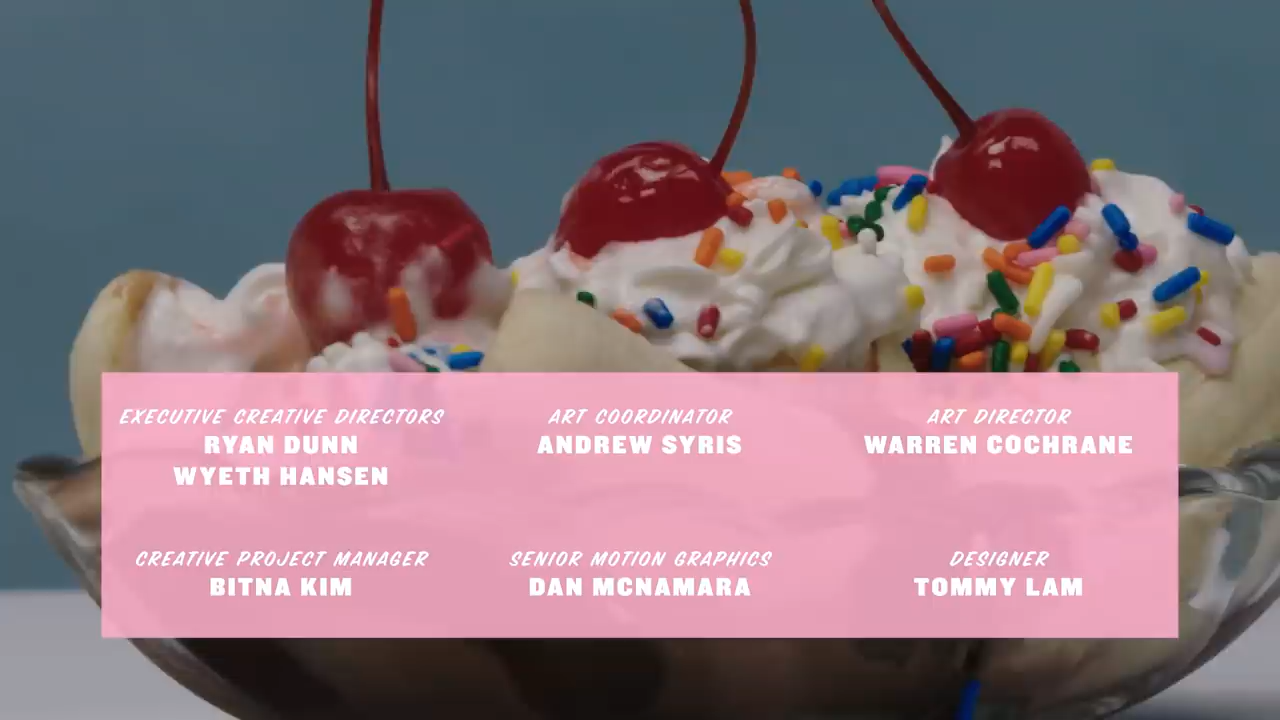 EXECUTIVE CREATIVE DIRECTORS
RYAN DUNN
WYETH HANSEN
ART COORDINATOR
ANDREW SYRIS
ART DIRECTOR
WARREN COCHRANE
CREATIVE PROJECT MANAGER
BITNA KIM
SENIOR MOTION GRAPHICS
DAN MCNAMARA
DESIGNER
TOMMY LAM